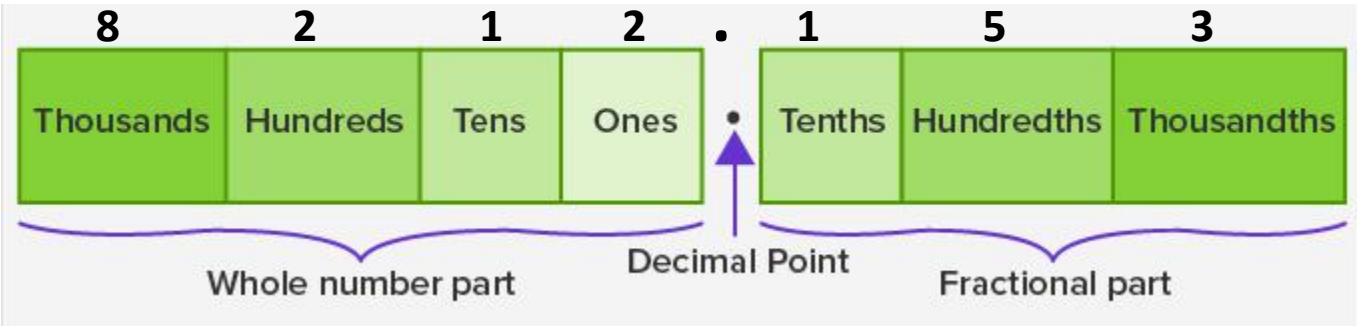 8 2 1 2 . 1 5 3
Thousands Hundreds Tens Ones . Tenths Hundredths Thousandths
Decimal Point
Whole number part Fractional part